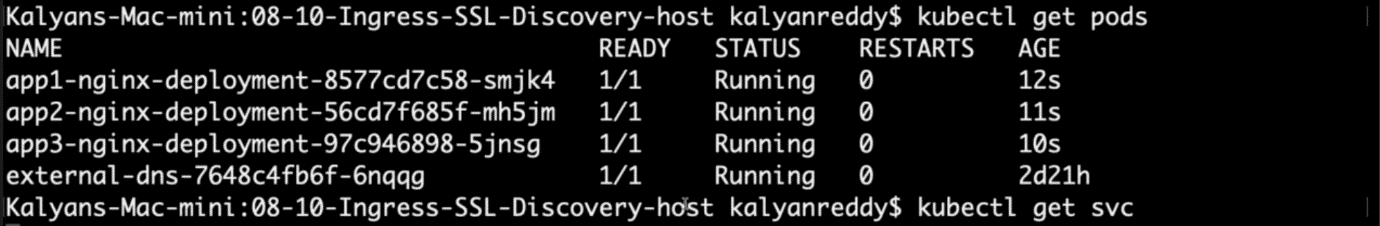 Kalyans-Mac-mini:08-10-Ingress-SSL-Discovery-host kalyanreddy$ kubectl get pods
NAME READY STATUS RESTARTS AGE
app1-nginx-deployment-8577cd7c58-smjk4 1/1 Running 0 12s
app2-nginx-deployment-56cd7f685f-mh5jm 1/1 Running 0 11s
app3-nginx-deployment-97c946898-5jnsg 1/1 Running 0 10s
external-dns-7648c4fb6f-6nqqg 1/1 Running 0 2d21h
Kalyans-Mac-mini:08-10-Ingress-SSL-Discovery-host kalyanreddy$ kubectl get svc